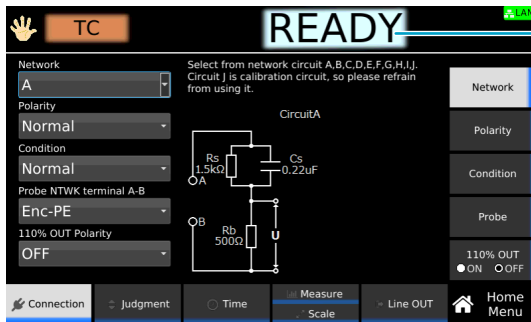 LAN
TC
READY
Network
A
Polarity
Normal
Condition
Normal
Probe NTWK terminal A-B
Enc-PE
110% OUT Polarity
OFF
Select from network circuit A,B,C,D,E,F,G,H,I,J.
Circuit J is calibration circuit, so please refrain
from using it.
CircuitA
Rs
1.5kΩ
Cs
0.22uF
A
B
Rb
500Ω
U
Network
Polarity
Condition
Probe
110% OUT
ON OFF
Connection
Judgment
Time
Measure
Scale
Line OUT
Home
Menu